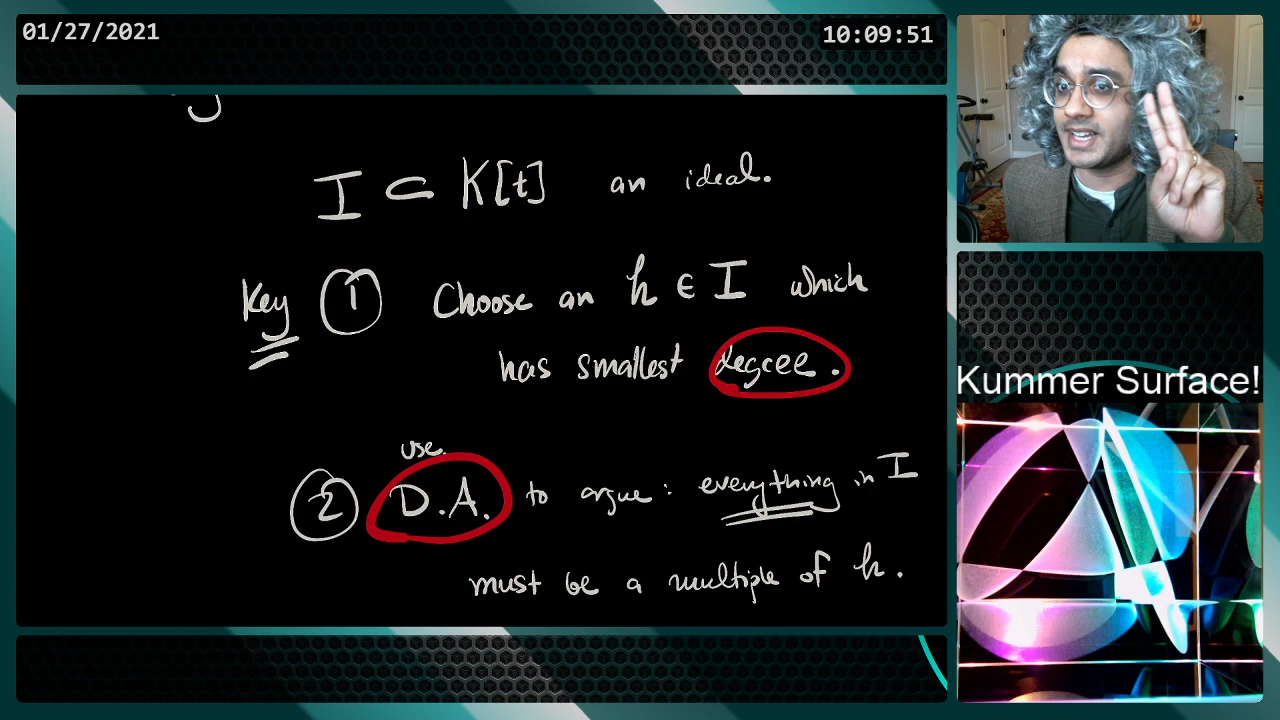 01/27/2021
10:09:51
I ⊂ K[t] an ideal.
Key ① Choose an h ∈ I which
has smallest degree.
use
② D.A. to argue: everything in I
must be a multiple of h.
Kummer Surface!